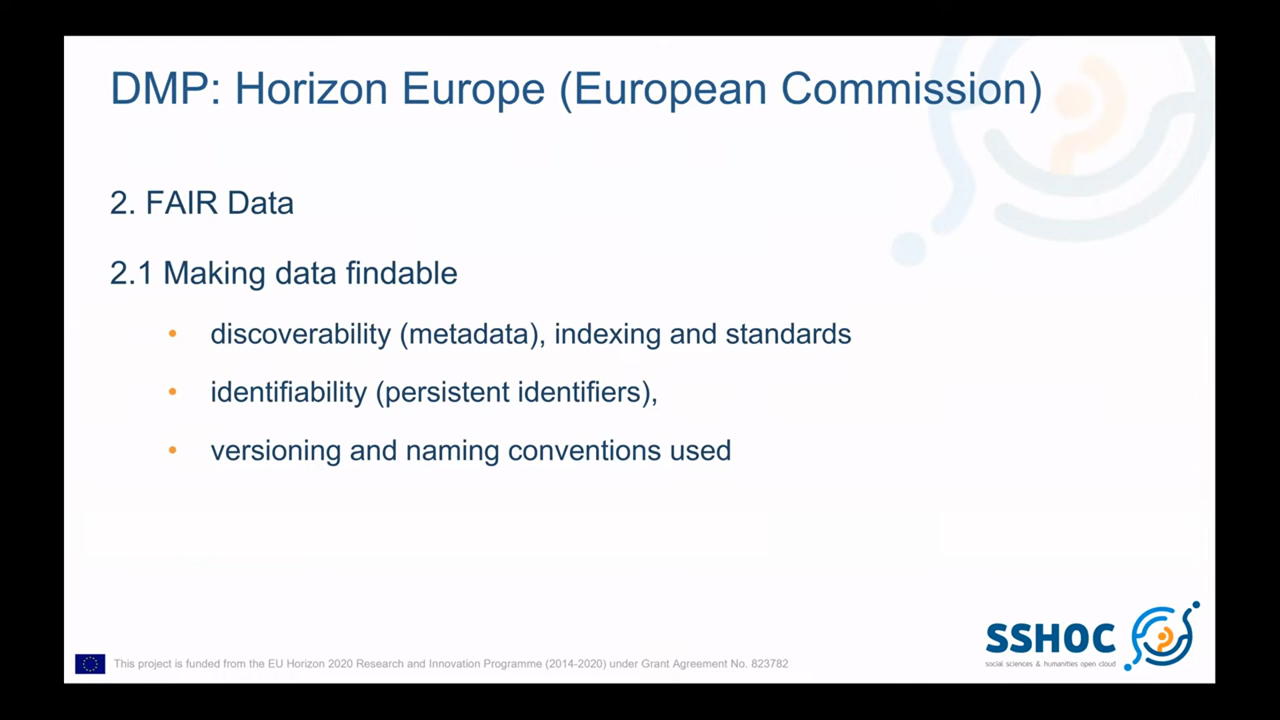 DMP: Horizon Europe (European Commission)
2. FAIR Data
2.1 Making data findable
• discoverability (metadata), indexing and standards
• identifiability (persistent identifiers),
• versioning and naming conventions used
SSHOC
social sciences & humanities open cloud
This project is funded from the EU Horizon 2020 Research and Innovation Programme (2014-2020) under Grant Agreement No. 823782